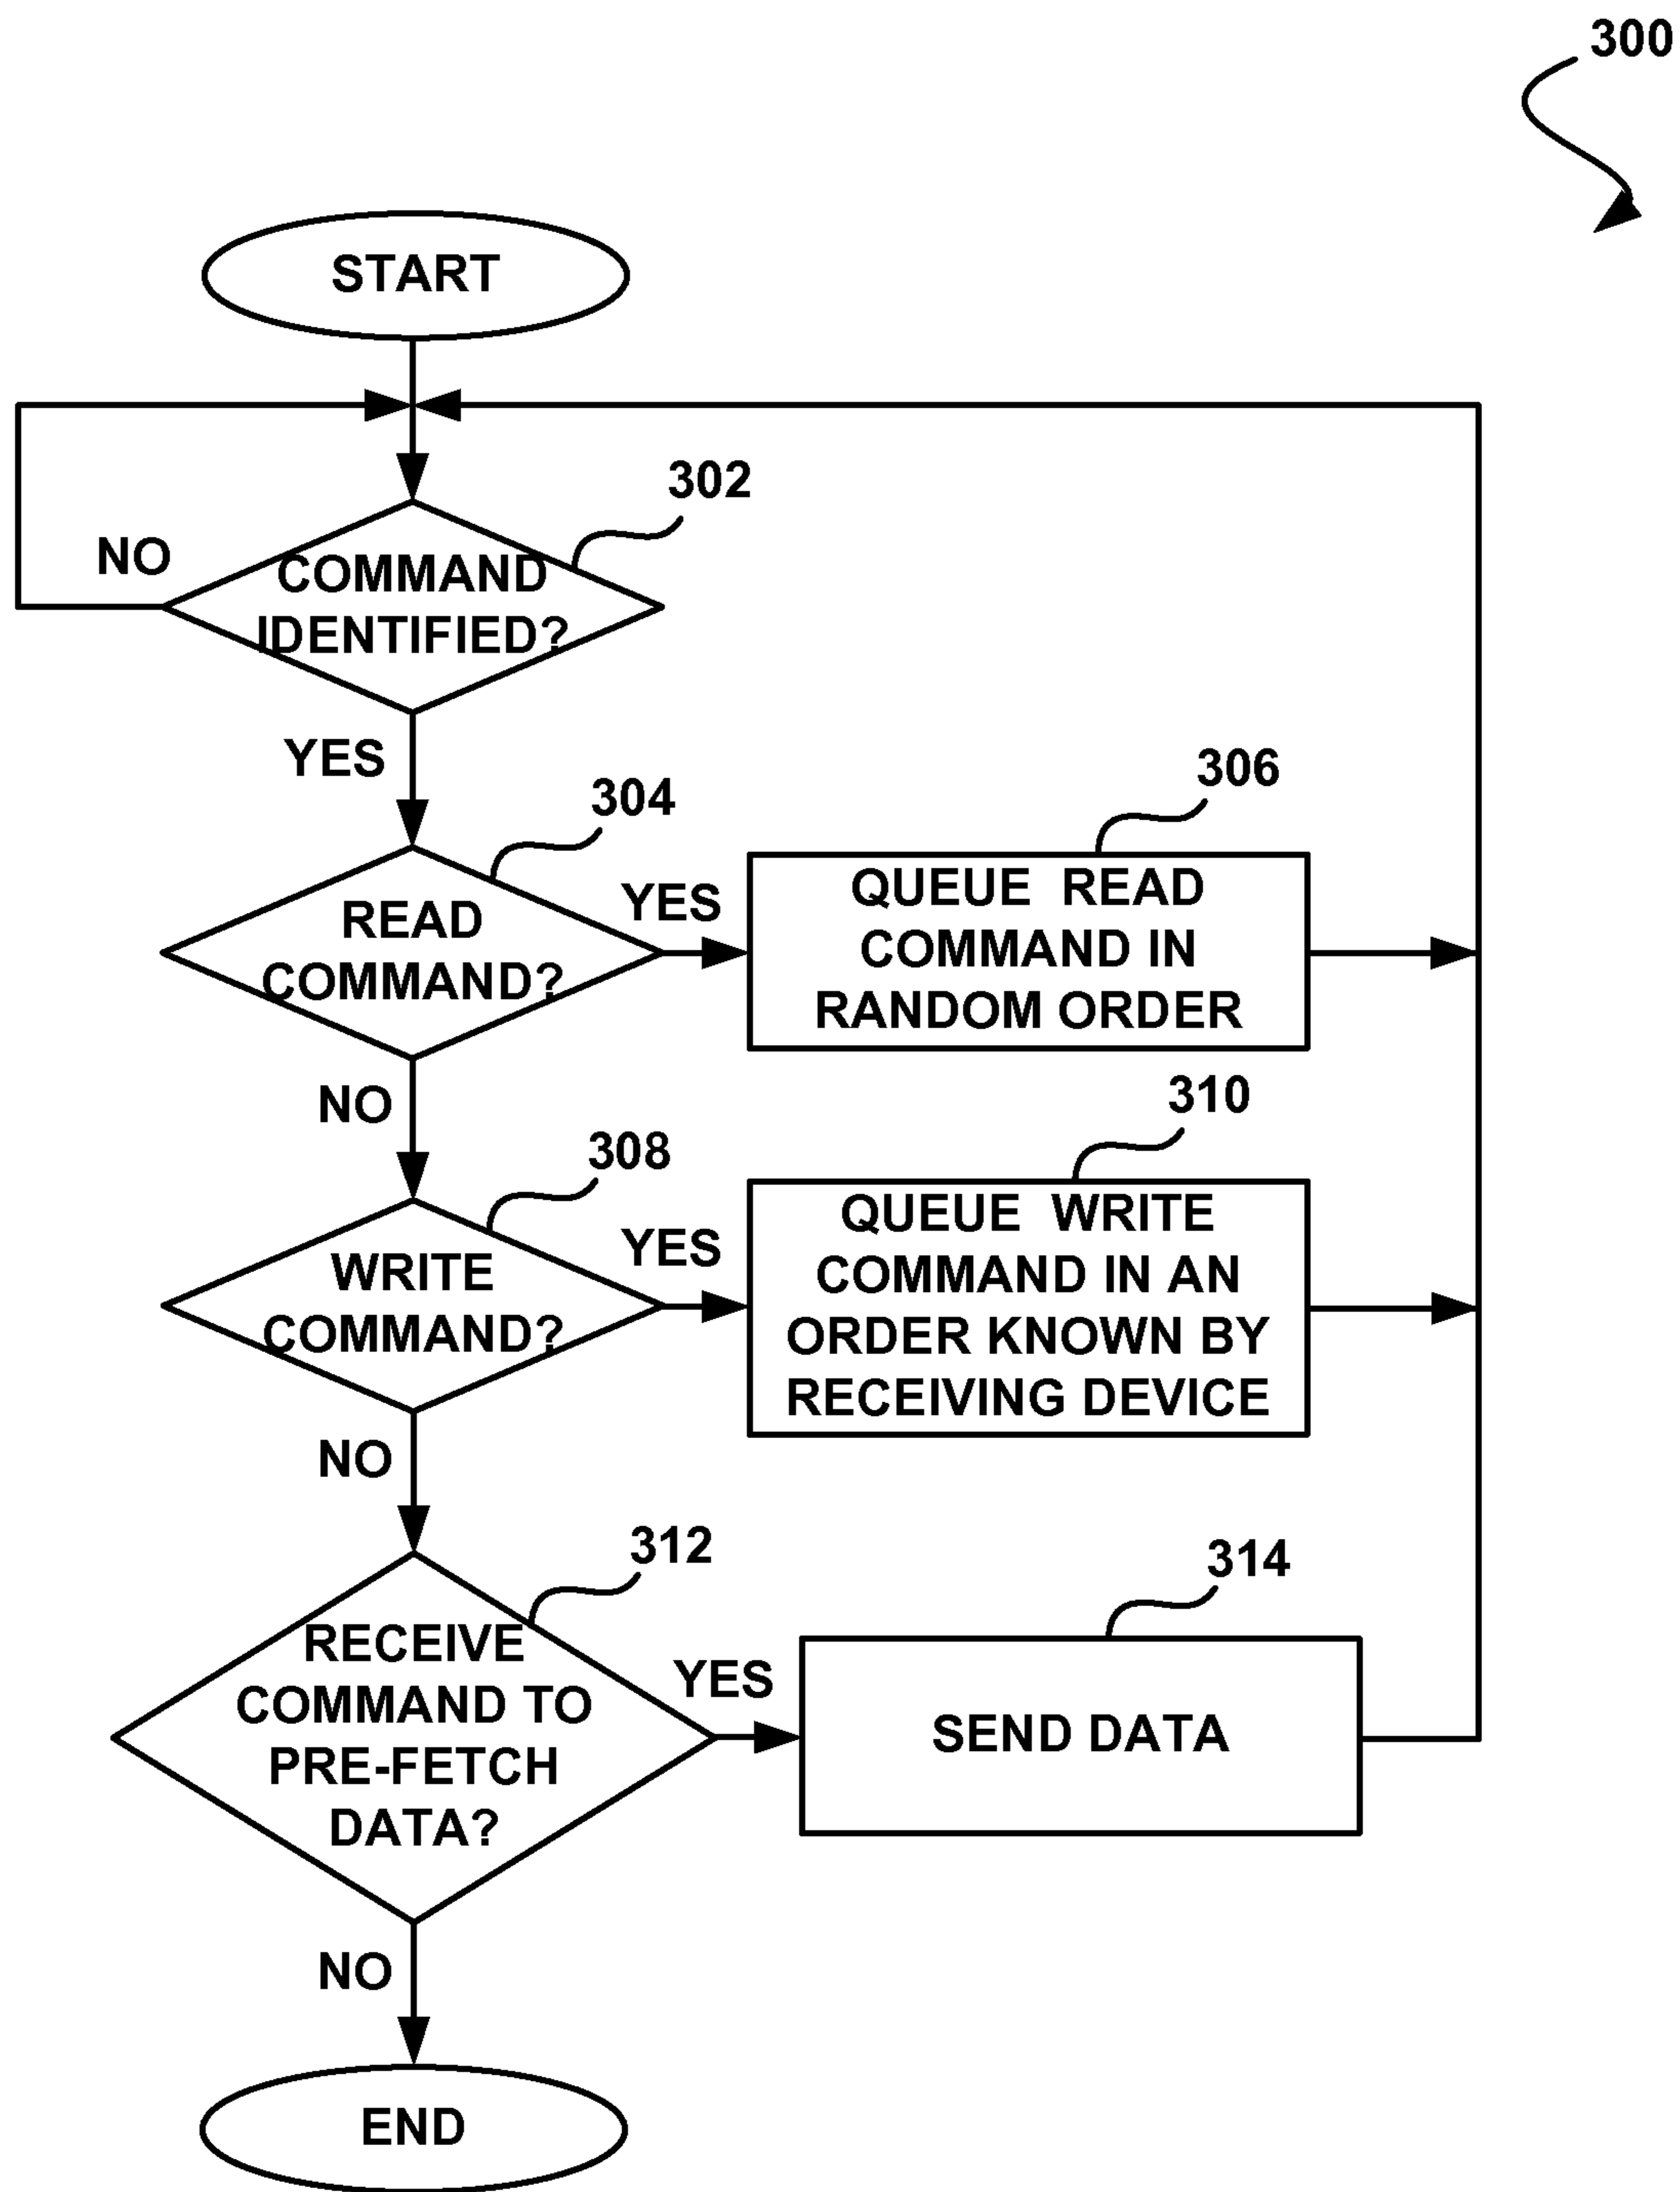 300
START
302
NO
COMMAND
IDENTIFIED?
YES
304
306
READ
COMMAND?
YES
QUEUE READ
COMMAND IN
RANDOM ORDER
NO
308
310
WRITE
COMMAND?
YES
QUEUE WRITE
COMMAND IN AN
ORDER KNOWN BY
RECEIVING DEVICE
NO
312
314
RECEIVE
COMMAND TO
PRE-FETCH
DATA?
YES
SEND DATA
NO
END